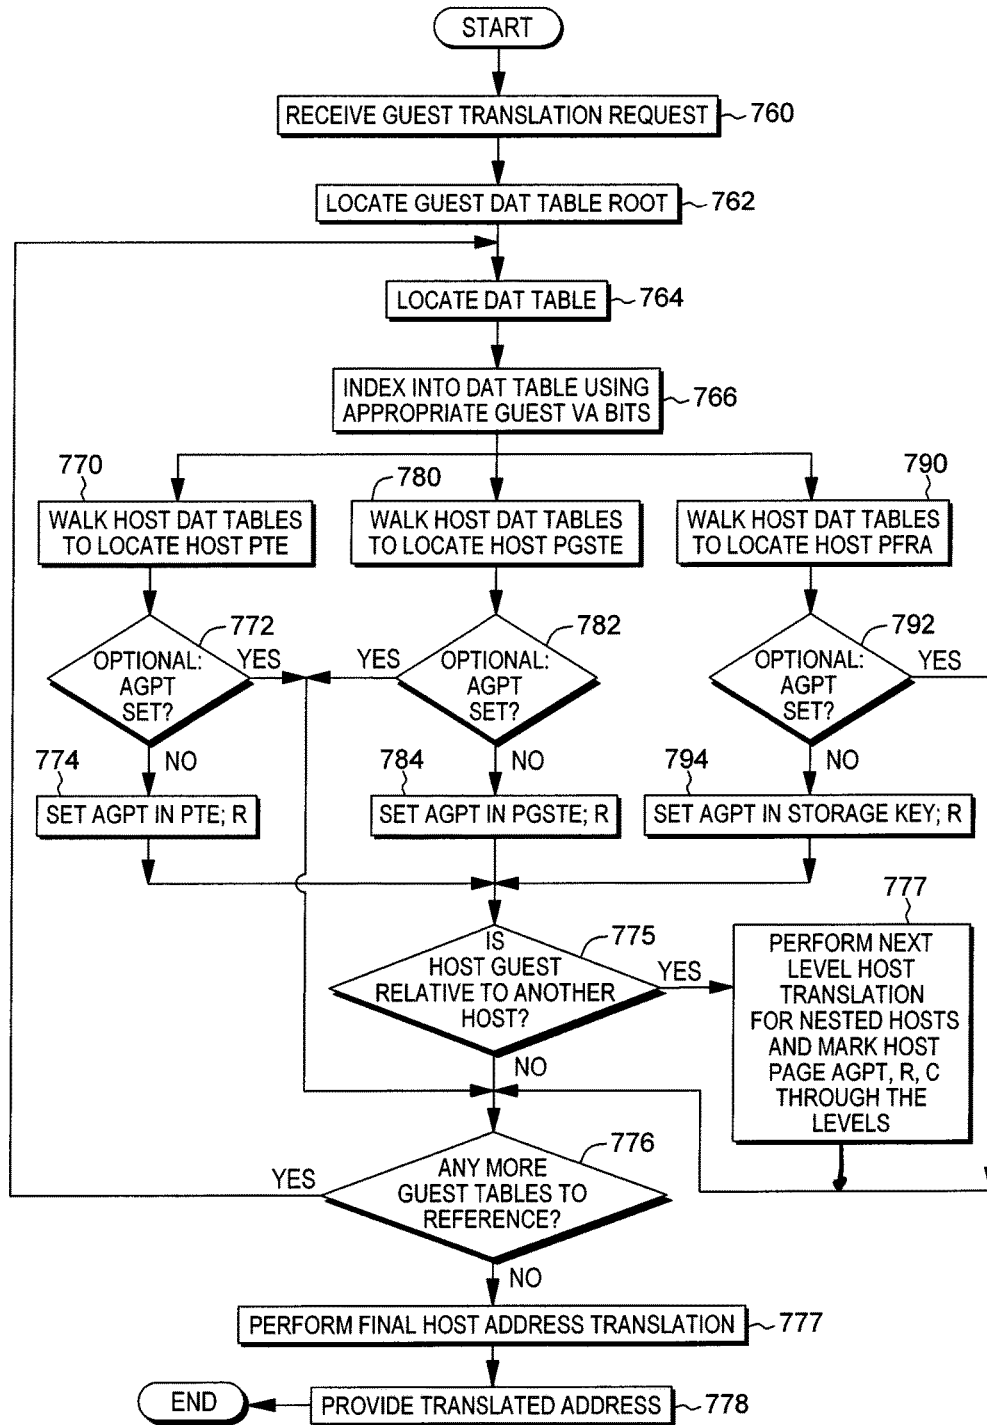 START
RECEIVE GUEST TRANSLATION REQUEST
760
LOCATE GUEST DAT TABLE ROOT
762
LOCATE DAT TABLE
764
INDEX INTO DAT TABLE USING
APPROPRIATE GUEST VA BITS
766
770
WALK HOST DAT TABLES
TO LOCATE HOST PTE
780
WALK HOST DAT TABLES
TO LOCATE HOST PGSTE
790
WALK HOST DAT TABLES
TO LOCATE HOST PFRA
772
OPTIONAL:
AGPT
SET?
YES
NO
782
OPTIONAL:
AGPT
SET?
YES
NO
792
OPTIONAL:
AGPT
SET?
YES
NO
774
SET AGPT IN PTE; R
784
SET AGPT IN PGSTE; R
794
SET AGPT IN STORAGE KEY; R
775
IS
HOST GUEST
RELATIVE TO ANOTHER
HOST?
YES
NO
777
PERFORM NEXT
LEVEL HOST
TRANSLATION
FOR NESTED HOSTS
AND MARK HOST
PAGE AGPT, R, C
THROUGH THE
LEVELS
776
ANY MORE
GUEST TABLES TO
REFERENCE?
YES
NO
PERFORM FINAL HOST ADDRESS TRANSLATION
777
PROVIDE TRANSLATED ADDRESS
778
END